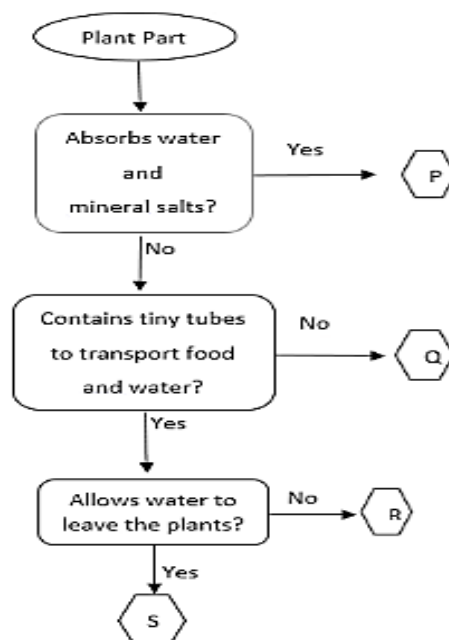 Plant Part
Absorbs water
and
mineral salts?
Yes
P
No
Contains tiny tubes
to transport food
and water?
No
Q
Yes
Allows water to
leave the plants?
No
R
Yes
S